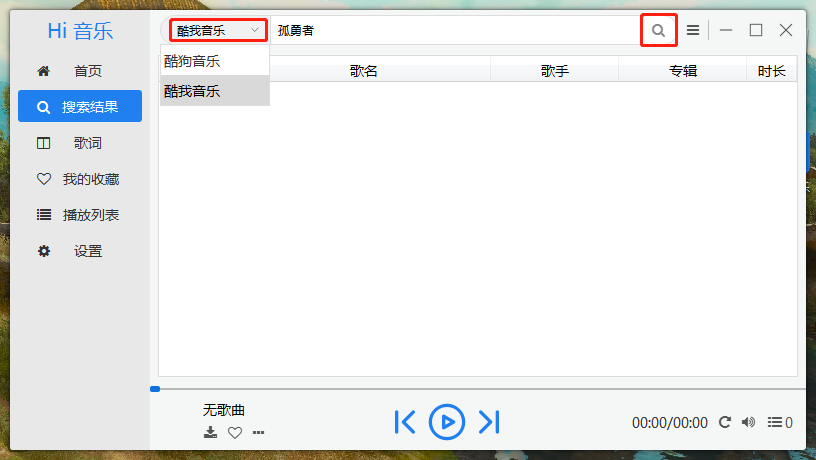 Hi 音乐
首页
搜索结果
歌词
我的收藏
播放列表
设置
酷我音乐
孤勇者
酷狗音乐
酷我音乐
歌名
歌手
专辑
时长
无歌曲
00:00/00:00
0